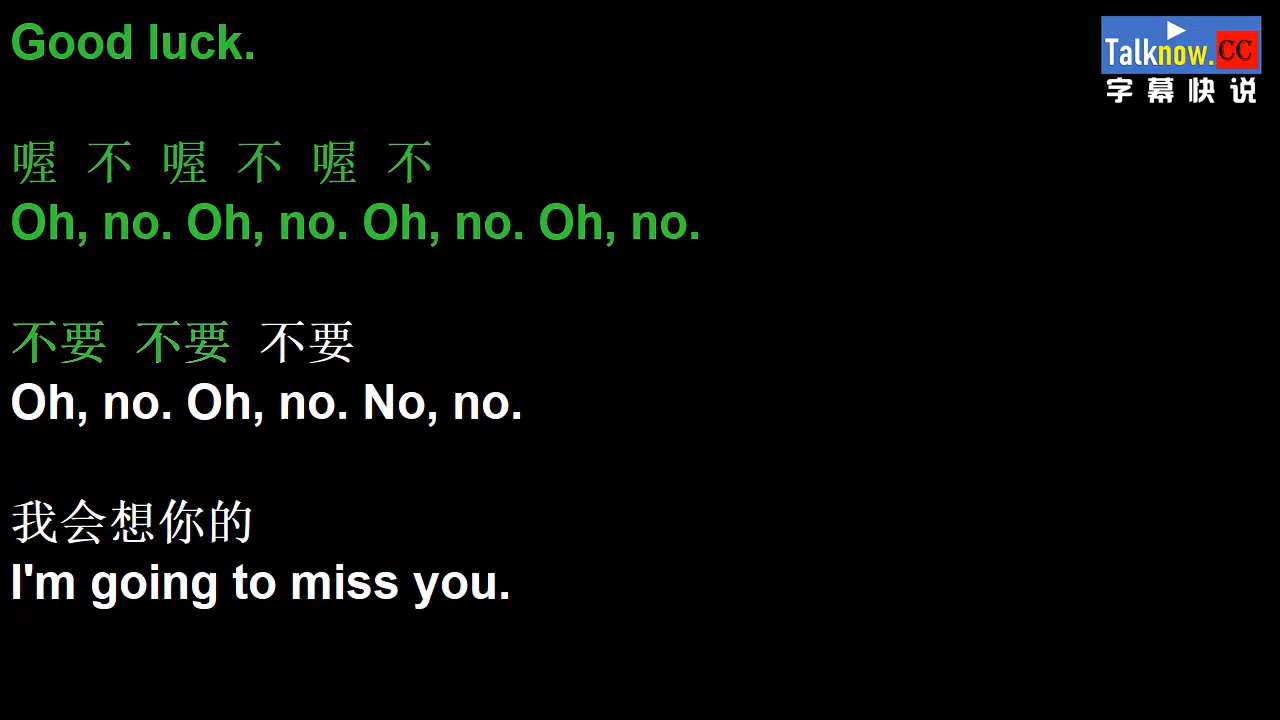 Good luck.
Talknow.CC
字幕快说
喔 不 喔 不 喔 不
Oh, no. Oh, no. Oh, no. Oh, no.
不要 不要 不要
Oh, no. Oh, no. No, no.
我会想你的
I'm going to miss you.